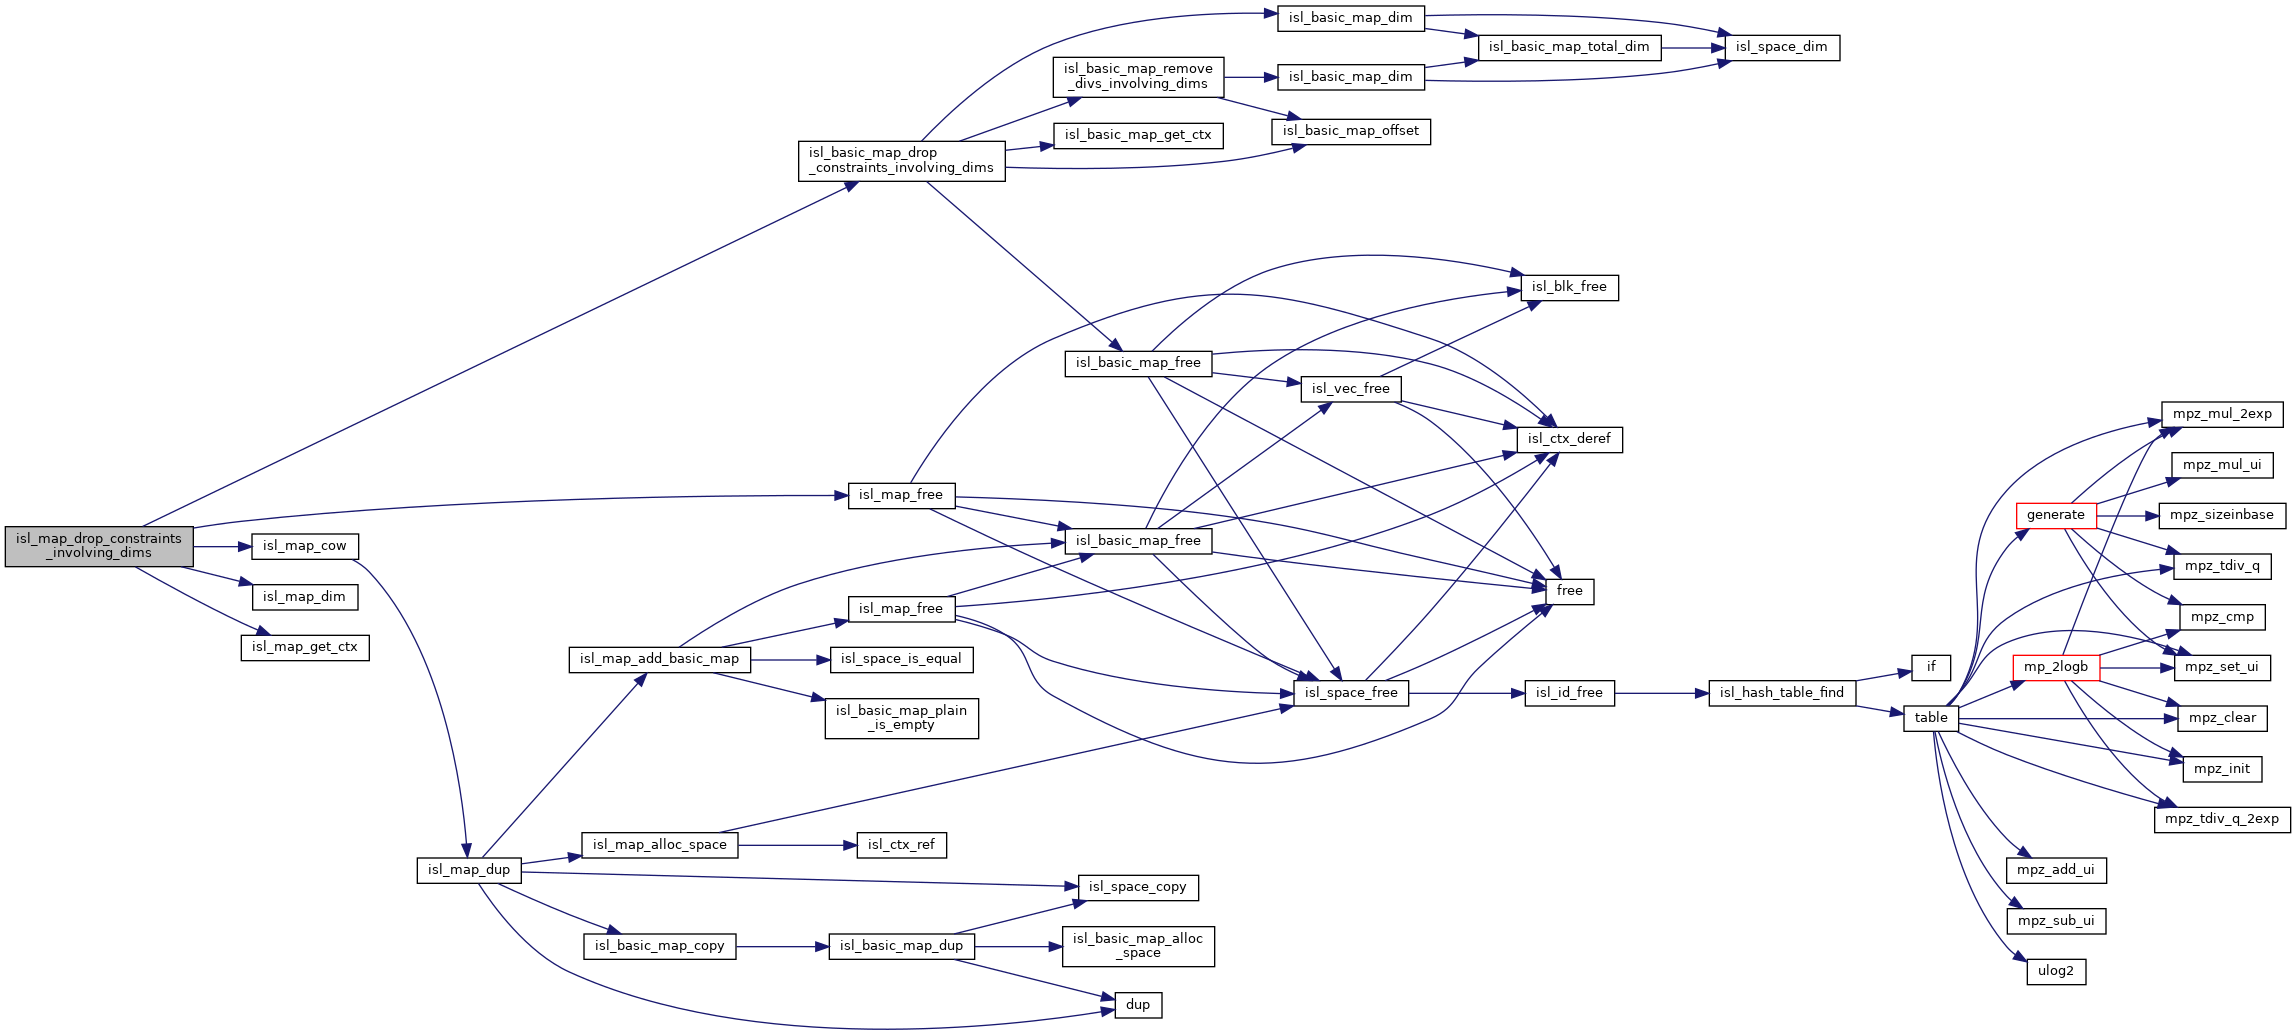 isl_map_drop_constraints
_involving_dims
isl_map_cow
isl_map_dim
isl_map_get_ctx
isl_map_dup
isl_map_add_basic_map
isl_map_alloc_space
isl_basic_map_copy
isl_basic_map_drop
_constraints_involving_dims
isl_map_free
isl_map_free
isl_space_is_equal
isl_basic_map_plain
_is_empty
isl_ctx_ref
isl_basic_map_dup
isl_basic_map_remove
_divs_involving_dims
isl_basic_map_get_ctx
isl_basic_map_free
isl_basic_map_free
isl_space_copy
isl_basic_map_alloc
_space
dup
isl_basic_map_dim
isl_basic_map_dim
isl_basic_map_offset
isl_vec_free
isl_space_free
isl_basic_map_total_dim
isl_blk_free
isl_ctx_deref
free
isl_id_free
isl_space_dim
isl_hash_table_find
if
table
generate
mp_2logb
mpz_add_ui
mpz_sub_ui
ulog2
mpz_mul_2exp
mpz_mul_ui
mpz_sizeinbase
mpz_tdiv_q
mpz_cmp
mpz_set_ui
mpz_clear
mpz_init
mpz_tdiv_q_2exp